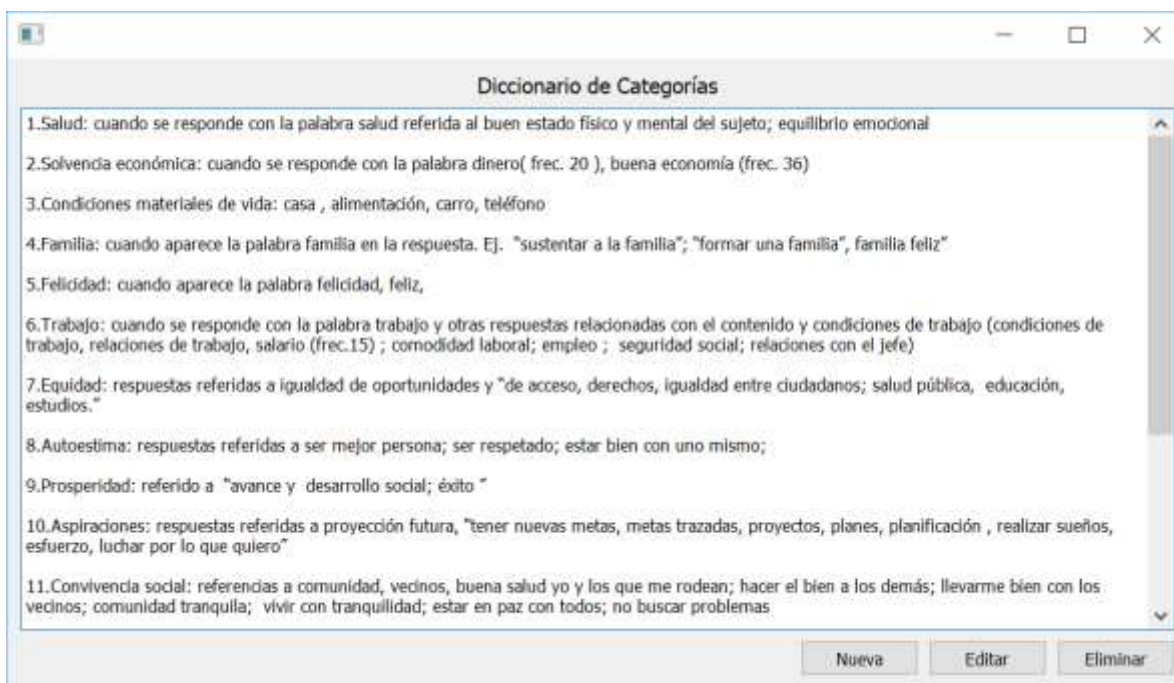 Diccionario de Categorías
1.Salud: cuando se responde con la palabra salud referida al buen estado físico y mental del sujeto; equilibrio emocional
2.Solvencia económica: cuando se responde con la palabra dinero( frec. 20 ), buena economía (frec. 36)
3.Condiciones materiales de vida: casa , alimentación, carro, teléfono
4.Familia: cuando aparece la palabra familia en la respuesta. Ej.  "sustentar a la familia"; "formar una familia", familia feliz"
5.Felicidad: cuando aparece la palabra felicidad, feliz,
6.Trabajo: cuando se responde con la palabra trabajo y otras respuestas relacionadas con el contenido y condiciones de trabajo (condiciones de
trabajo, relaciones de trabajo, salario (frec.15) ; comodidad laboral; empleo ;  seguridad social; relaciones con el jefe)
7.Equidad: respuestas referidas a igualdad de oportunidades y "de acceso, derechos, igualdad entre ciudadanos; salud pública,  educación,
estudios."
8.Autoestima: respuestas referidas a ser mejor persona; ser respetado; estar bien con uno mismo;
9.Prosperidad: referido a  "avance y  desarrollo social; éxito "
10.Aspiraciones: respuestas referidas a proyección futura, "tener nuevas metas, metas trazadas, proyectos, planes, planificación , realizar sueños,
esfuerzo, luchar por lo que quiero"
11.Convivencia social: referencias a comunidad, vecinos, buena salud yo y los que me rodean; hacer el bien a los demás; llevarme bien con los
vecinos; comunidad tranquila;  vivir con tranquilidad; estar en paz con todos; no buscar problemas
Nueva Editar Eliminar